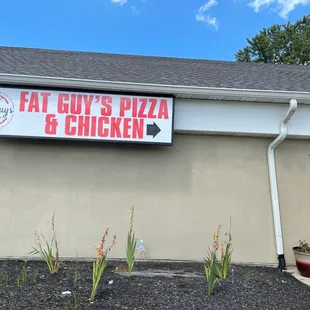 FAT GUY'S PIZZA
& CHICKEN